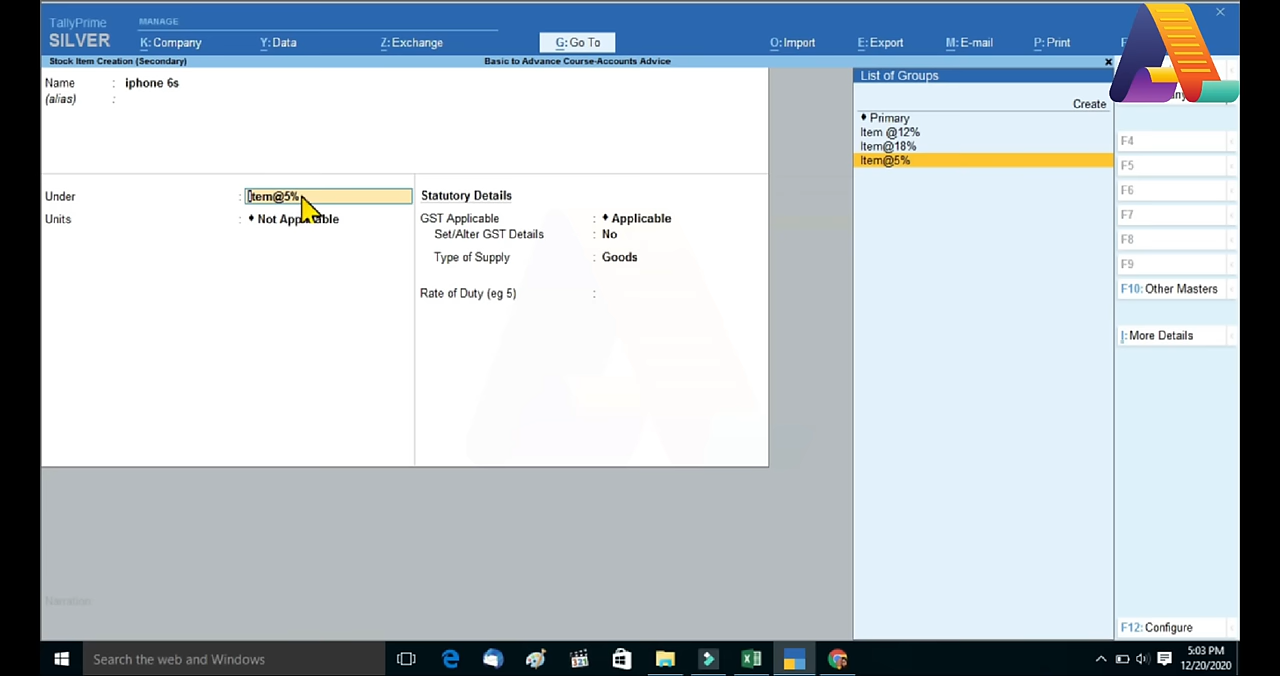 TallyPrime
MANAGE
SILVER
K: Company
Y: Data
Z: Exchange
G: Go To
O: Import
E: Export
M: E-mail
P: Print
Stock Item Creation (Secondary)
Basic to Advance Course-Accounts Advice
Name : iphone 6s
(alias) :
Under : Item@5%
Units : ♦ Not Applicable
Statutory Details
GST Applicable : ♦ Applicable
Set/Alter GST Details : No
Type of Supply : Goods
Rate of Duty (eg 5) :
Narration:
List of Groups
Create
♦ Primary
Item @12%
Item@18%
Item@5%
F4
F5
F6
F7
F8
F9
F10: Other Masters
I: More Details
F12: Configure
Search the web and Windows
321
5:03 PM
12/20/2020